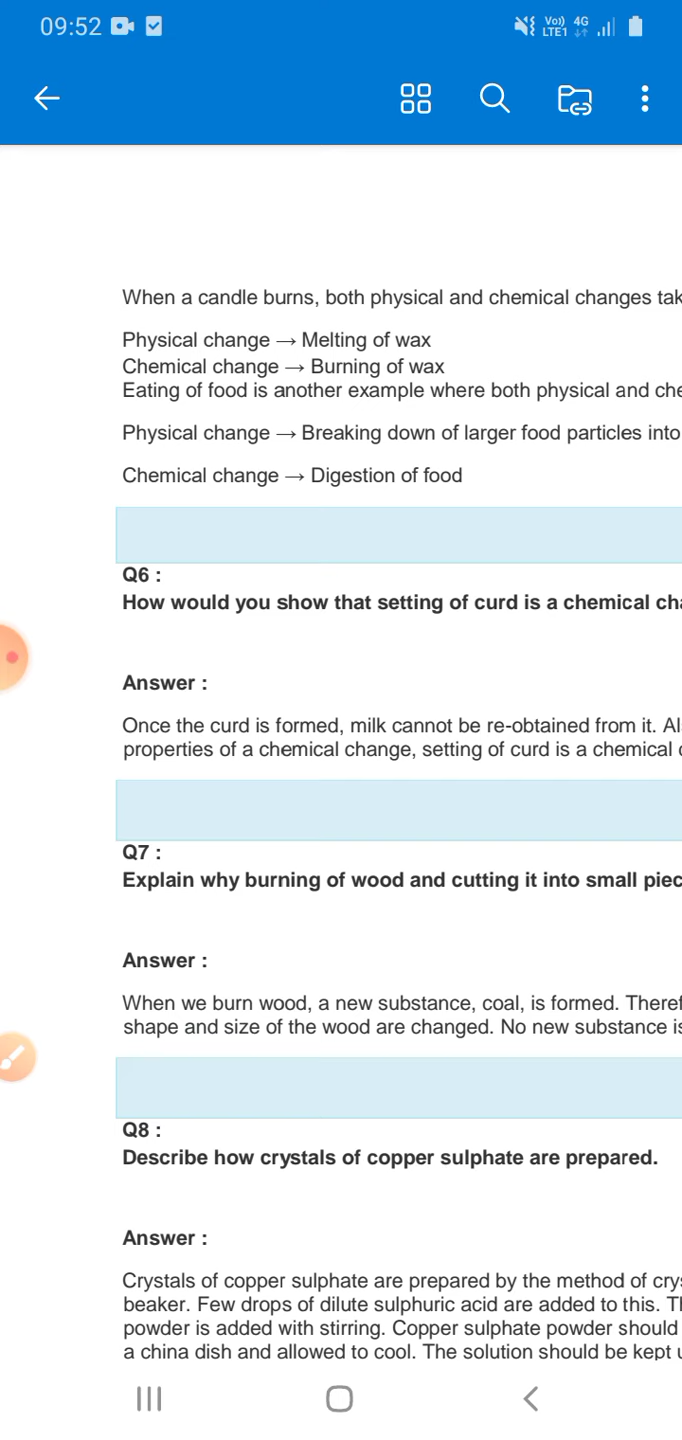 09:52
Vo)) 4G
LTE1
When a candle burns, both physical and chemical changes tak
Physical change → Melting of wax
Chemical change → Burning of wax
Eating of food is another example where both physical and che
Physical change → Breaking down of larger food particles into
Chemical change → Digestion of food
Q6 :
How would you show that setting of curd is a chemical cha
Answer :
Once the curd is formed, milk cannot be re-obtained from it. Al
properties of a chemical change, setting of curd is a chemical c
Q7 :
Explain why burning of wood and cutting it into small piec
Answer :
When we burn wood, a new substance, coal, is formed. Theref
shape and size of the wood are changed. No new substance is
Q8 :
Describe how crystals of copper sulphate are prepared.
Answer :
Crystals of copper sulphate are prepared by the method of crys
beaker. Few drops of dilute sulphuric acid are added to this. Th
powder is added with stirring. Copper sulphate powder should
a china dish and allowed to cool. The solution should be kept u